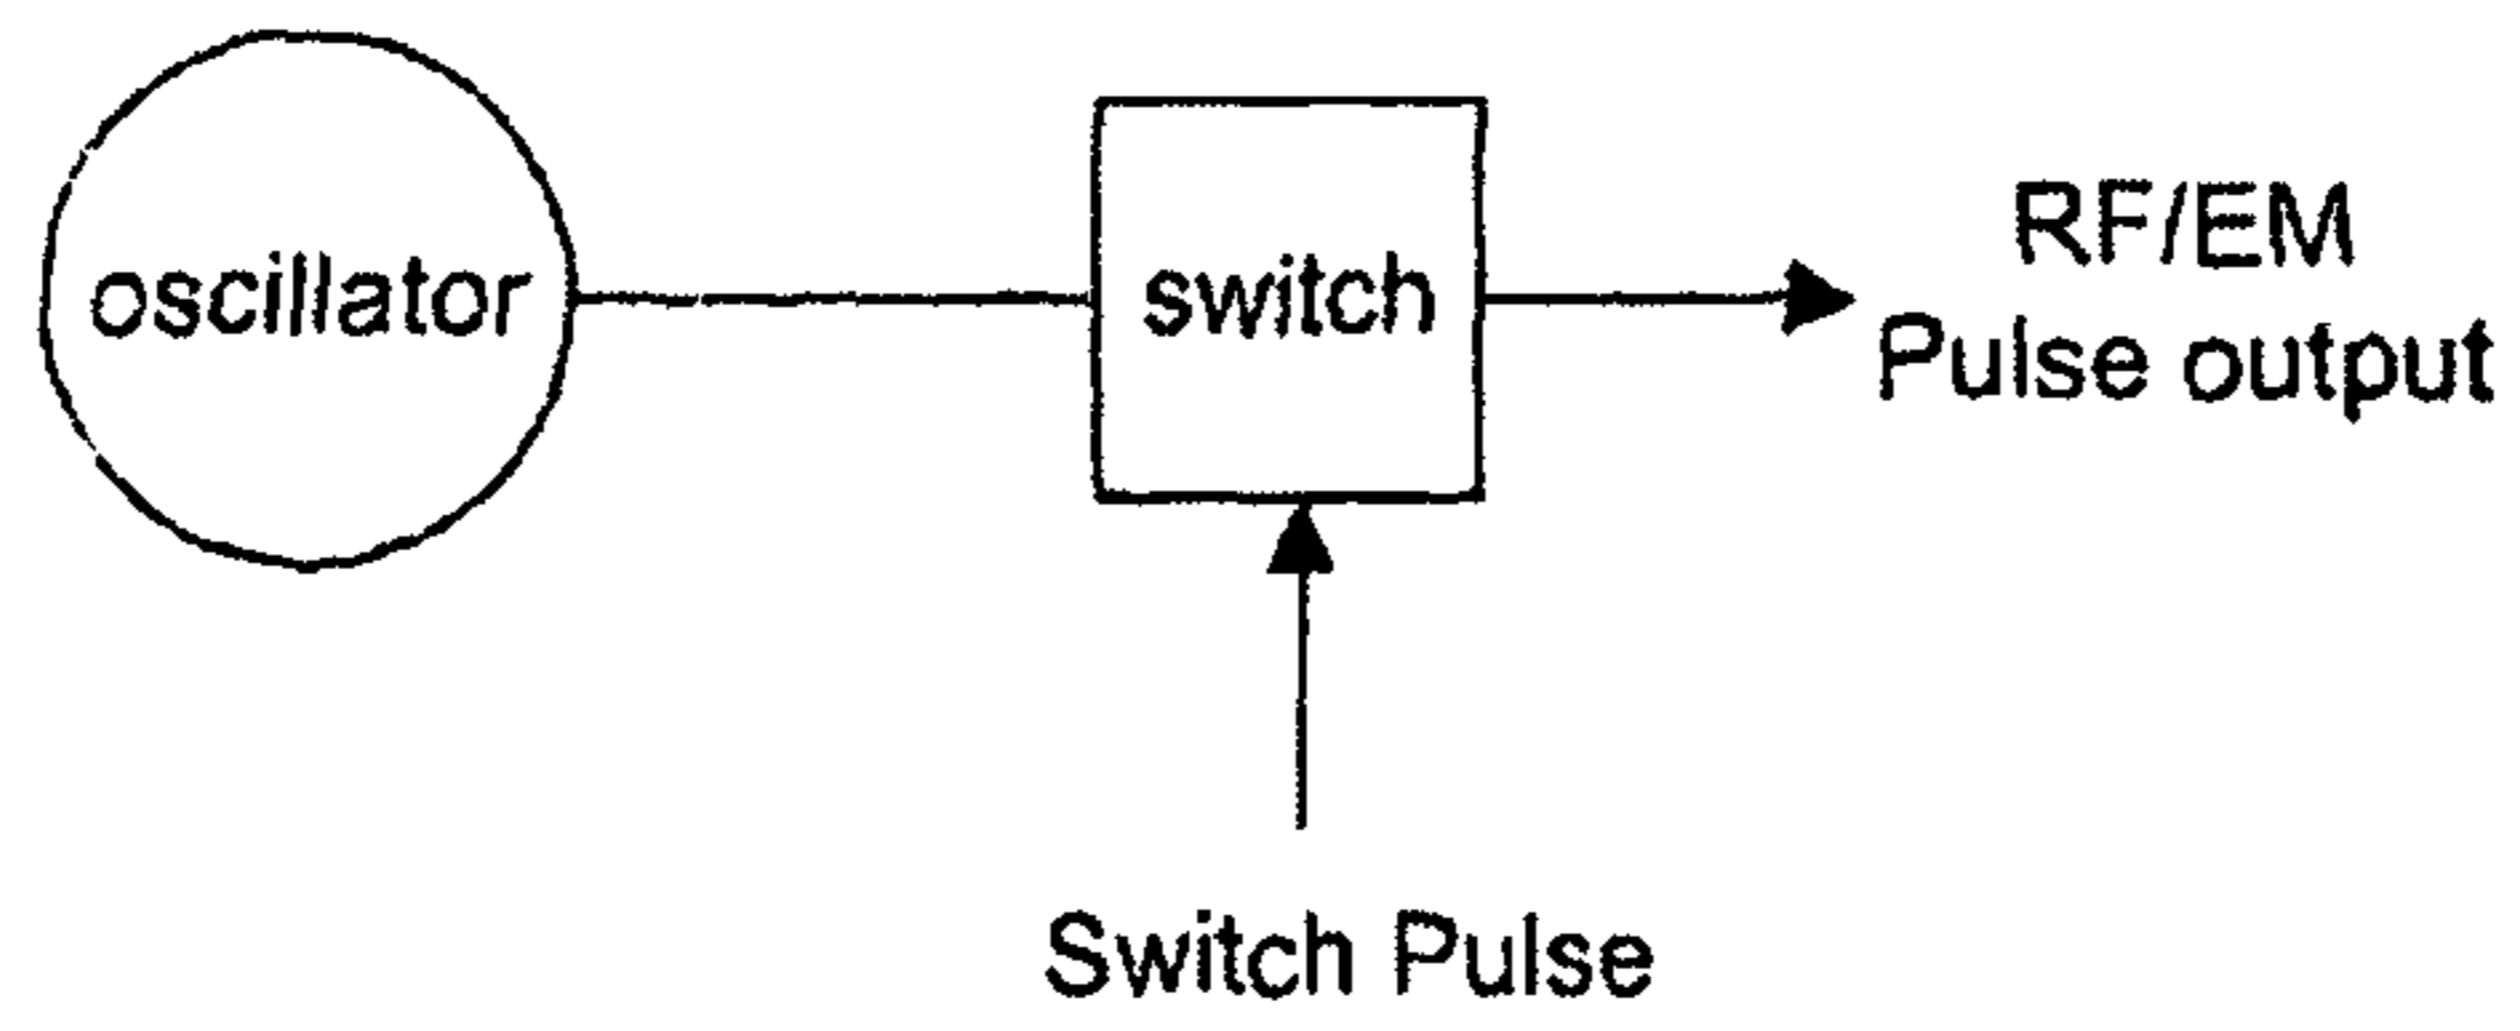 oscillator
switch
RF/EM
Pulse output
Switch Pulse